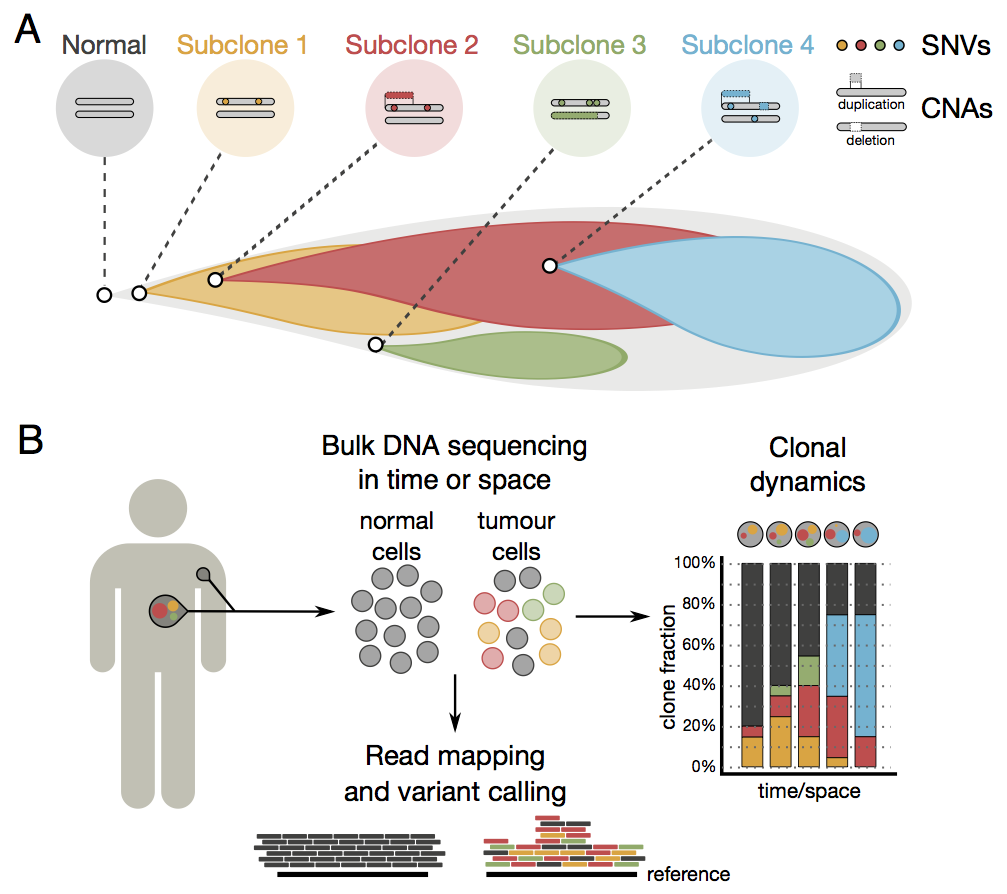 A
Normal
Subclone 1
Subclone 2
Subclone 3
Subclone 4
SNVs
duplication
CNAs
deletion
B
Bulk DNA sequencing
in time or space
normal
cells
tumour
cells
Read mapping
and variant calling
reference
Clonal
dynamics
100%
80%
60%
40%
20%
0%
clone fraction
time/space